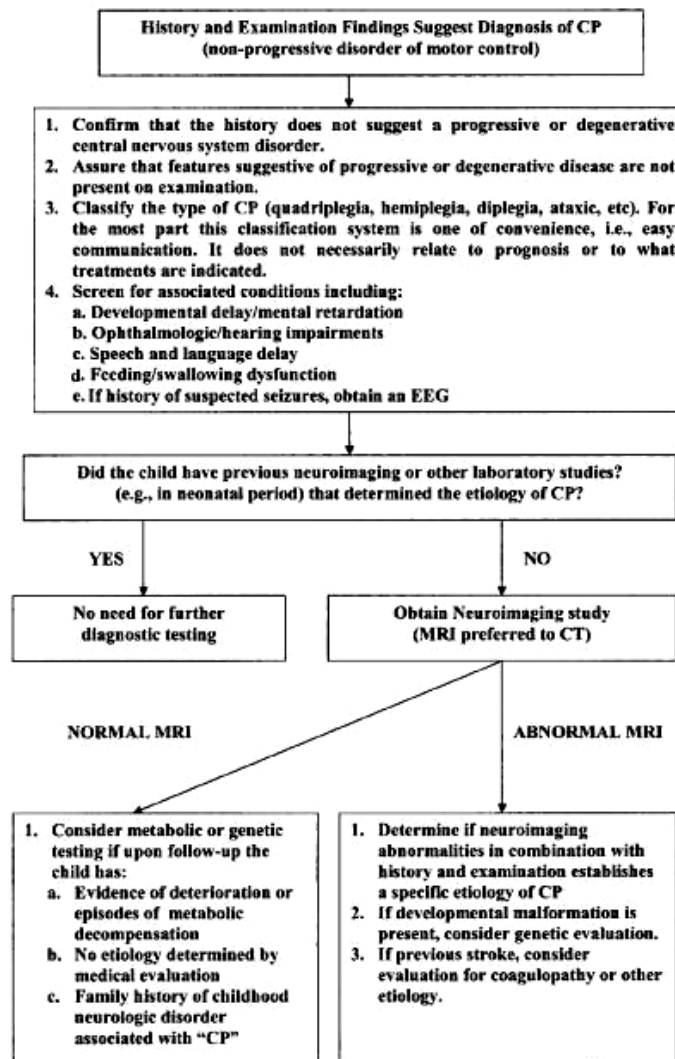 History and Examination Findings Suggest Diagnosis of CP
(non-progressive disorder of motor control)
1. Confirm that the history does not suggest a progressive or degenerative
central nervous system disorder.
2. Assure that features suggestive of progressive or degenerative disease are not
present on examination.
3. Classify the type of CP (quadriplegia, hemiplegia, diplegia, ataxic, etc). For
the most part this classification system is one of convenience, i.e., easy
communication. It does not necessarily relate to prognosis or to what
treatments are indicated.
4. Screen for associated conditions including:
a. Developmental delay/mental retardation
b. Ophthalmologic/hearing impairments
c. Speech and language delay
d. Feeding/swallowing dysfunction
e. If history of suspected seizures, obtain an EEG
Did the child have previous neuroimaging or other laboratory studies?
(e.g., in neonatal period) that determined the etiology of CP?
YES
NO
No need for further
diagnostic testing
Obtain Neuroimaging study
(MRI preferred to CT)
NORMAL MRI
ABNORMAL MRI
1. Consider metabolic or genetic
testing if upon follow-up the
child has:
a. Evidence of deterioration or
episodes of metabolic
decompensation
b. No etiology determined by
medical evaluation
c. Family history of childhood
neurologic disorder
associated with “CP”
1. Determine if neuroimaging
abnormalities in combination with
history and examination establishes
a specific etiology of CP
2. If developmental malformation is
present, consider genetic evaluation.
3. If previous stroke, consider
evaluation for coagulopathy or other
etiology.